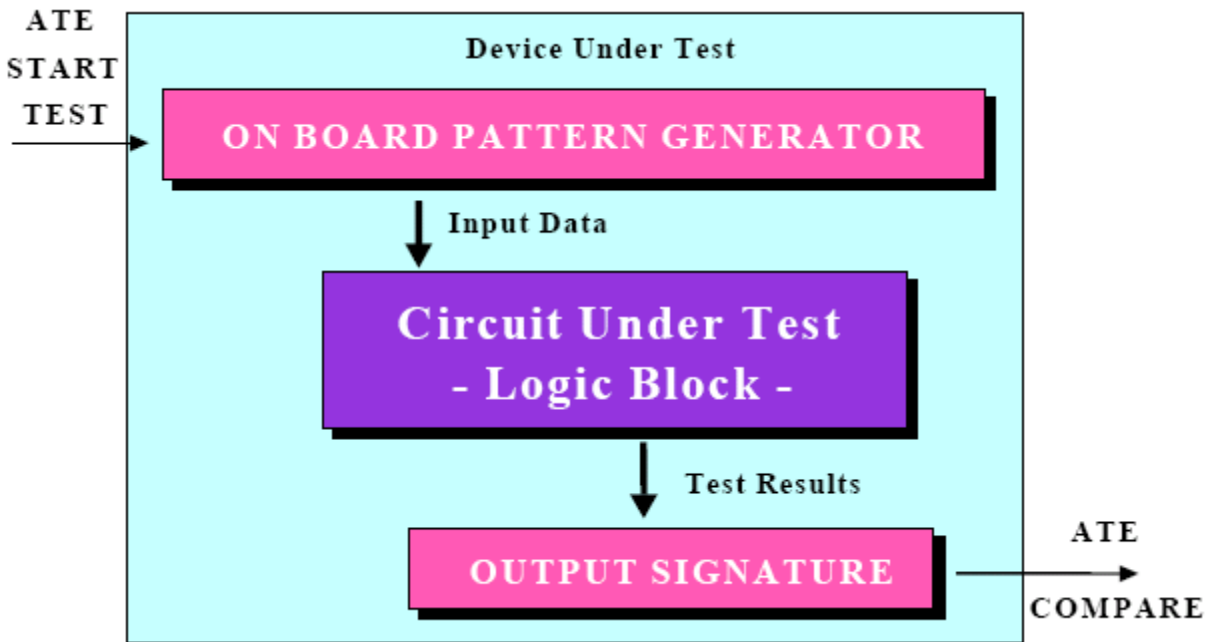 ATE
START
TEST
Device Under Test
ON BOARD PATTERN GENERATOR
Input Data
Circuit Under Test
- Logic Block -
Test Results
OUTPUT SIGNATURE
ATE
COMPARE